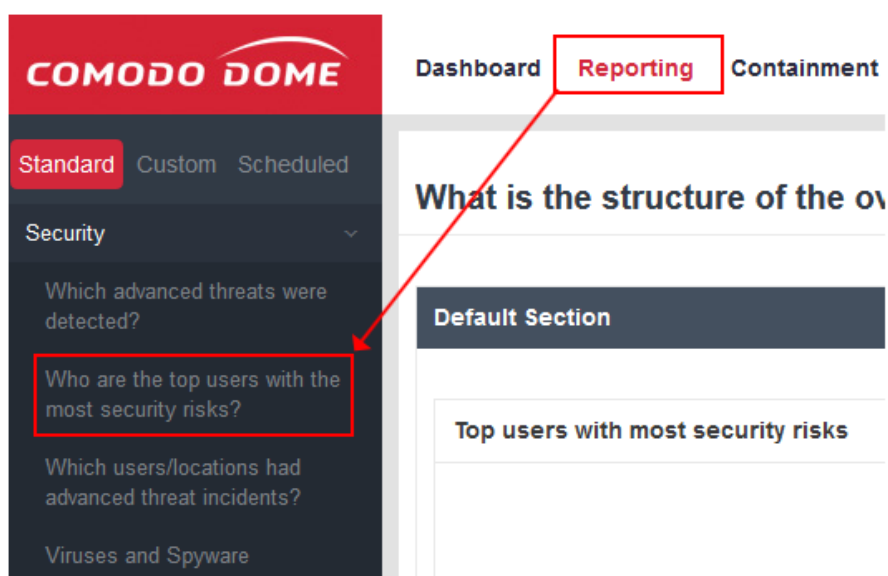 COMODO DOME
Dashboard Reporting Containment
Standard Custom Scheduled
Security
Which advanced threats were
detected?
Who are the top users with the
most security risks?
Which users/locations had
advanced threat incidents?
Viruses and Spyware
What is the structure of the ov
Default Section
Top users with most security risks